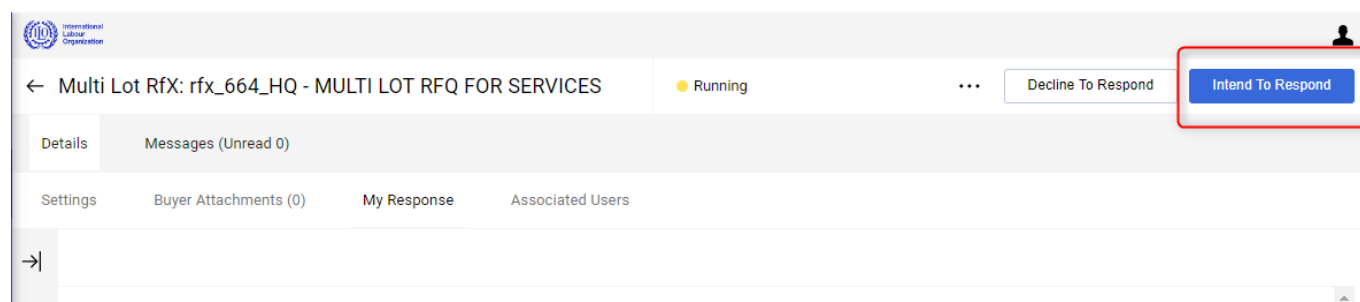 International
Labour
Organization
← Multi Lot RfX: rfx_664_HQ - MULTI LOT RFQ FOR SERVICES Running ... Decline To Respond Intend To Respond
Details Messages (Unread 0)
Settings Buyer Attachments (0) My Response Associated Users